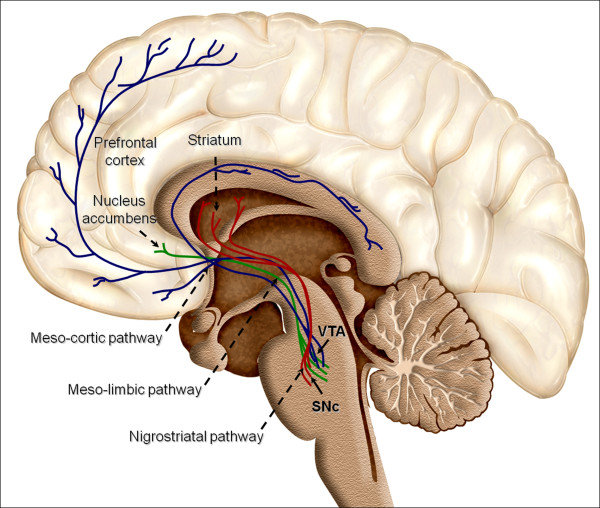 Striatum
Prefrontal
cortex
Nucleus
accumbens
Meso-cortic pathway
VTA
Meso-limbic pathway
SNc
Nigrostriatal pathway